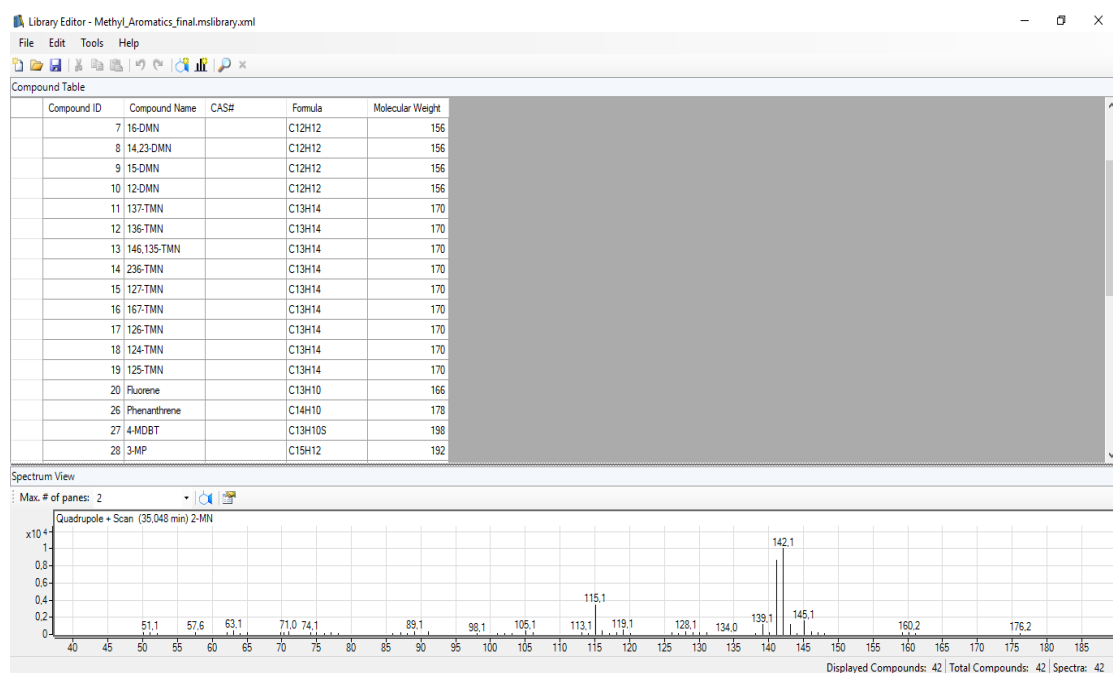 Library Editor - Methyl_Aromatics_final.mslibrary.xml
File Edit Tools Help
Compound Table
Compound ID Compound Name CAS# Formula Molecular Weight
7 16-DMN C12H12 156
8 14,23-DMN C12H12 156
9 15-DMN C12H12 156
10 12-DMN C12H12 156
11 137-TMN C13H14 170
12 136-TMN C13H14 170
13 146,135-TMN C13H14 170
14 236-TMN C13H14 170
15 127-TMN C13H14 170
16 167-TMN C13H14 170
17 126-TMN C13H14 170
18 124-TMN C13H14 170
19 125-TMN C13H14 170
20 Fluorene C13H10 166
26 Phenanthrene C14H10 178
27 4-MDBT C13H10S 198
28 3-MP C15H12 192
Spectrum View
Max. # of panes: 2
Quadrupole + Scan (35,048 min) 2-MN
x10 4
1
0,8
0,6
0,4
0,2
0
142,1
115,1
139,1 145,1
51,1 57,6 63,1 71,0 74,1 89,1 98,1 105,1 113,1 119,1 128,1 134,0 160,2 176,2
40 45 50 55 60 65 70 75 80 85 90 95 100 105 110 115 120 125 130 135 140 145 150 155 160 165 170 175 180 185
Displayed Compounds: 42 Total Compounds: 42 Spectra: 42